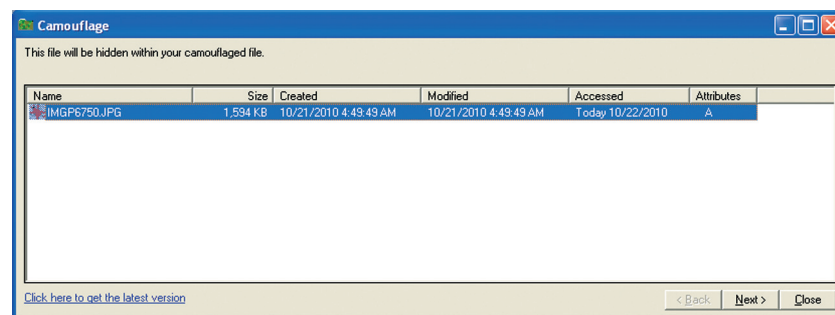 Camouflage
This file will be hidden within your camouflaged file.
Name Size Created Modified Accessed Attributes
IMGP6750.JPG 1,594 KB 10/21/2010 4:49:49 AM 10/21/2010 4:49:49 AM Today 10/22/2010 A
Click here to get the latest version
< Back Next > Close